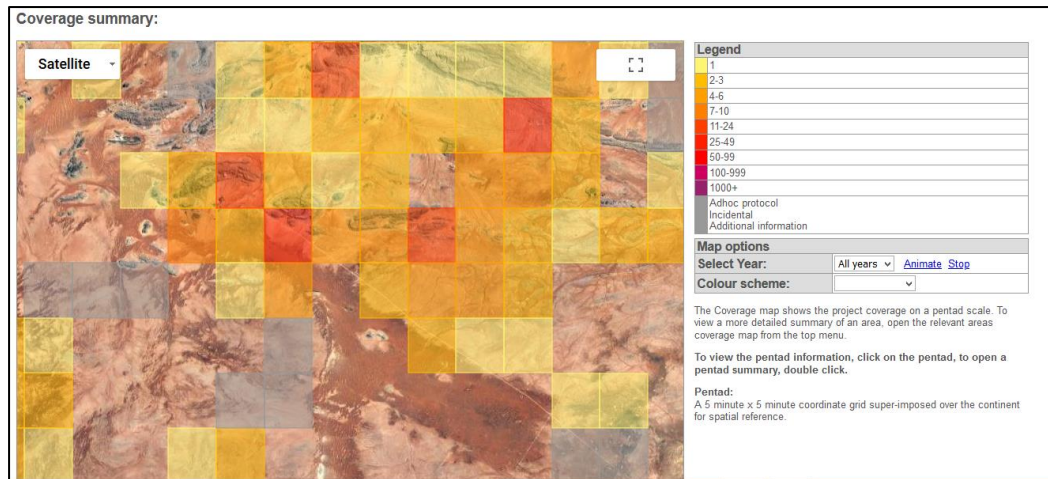 Coverage summary:
Satellite
Legend
1
2-3
4-6
7-10
11-24
25-49
50-99
100-999
1000+
Adhoc protocol
Incidental
Additional information
Map options
Select Year: All years Animate Stop
Colour scheme:
The Coverage map shows the project coverage on a pentad scale. To
view a more detailed summary of an area, open the relevant areas
coverage map from the top menu.
To view the pentad information, click on the pentad, to open a
pentad summary, double click.
Pentad:
A 5 minute x 5 minute coordinate grid super-imposed over the continent
for spatial reference.